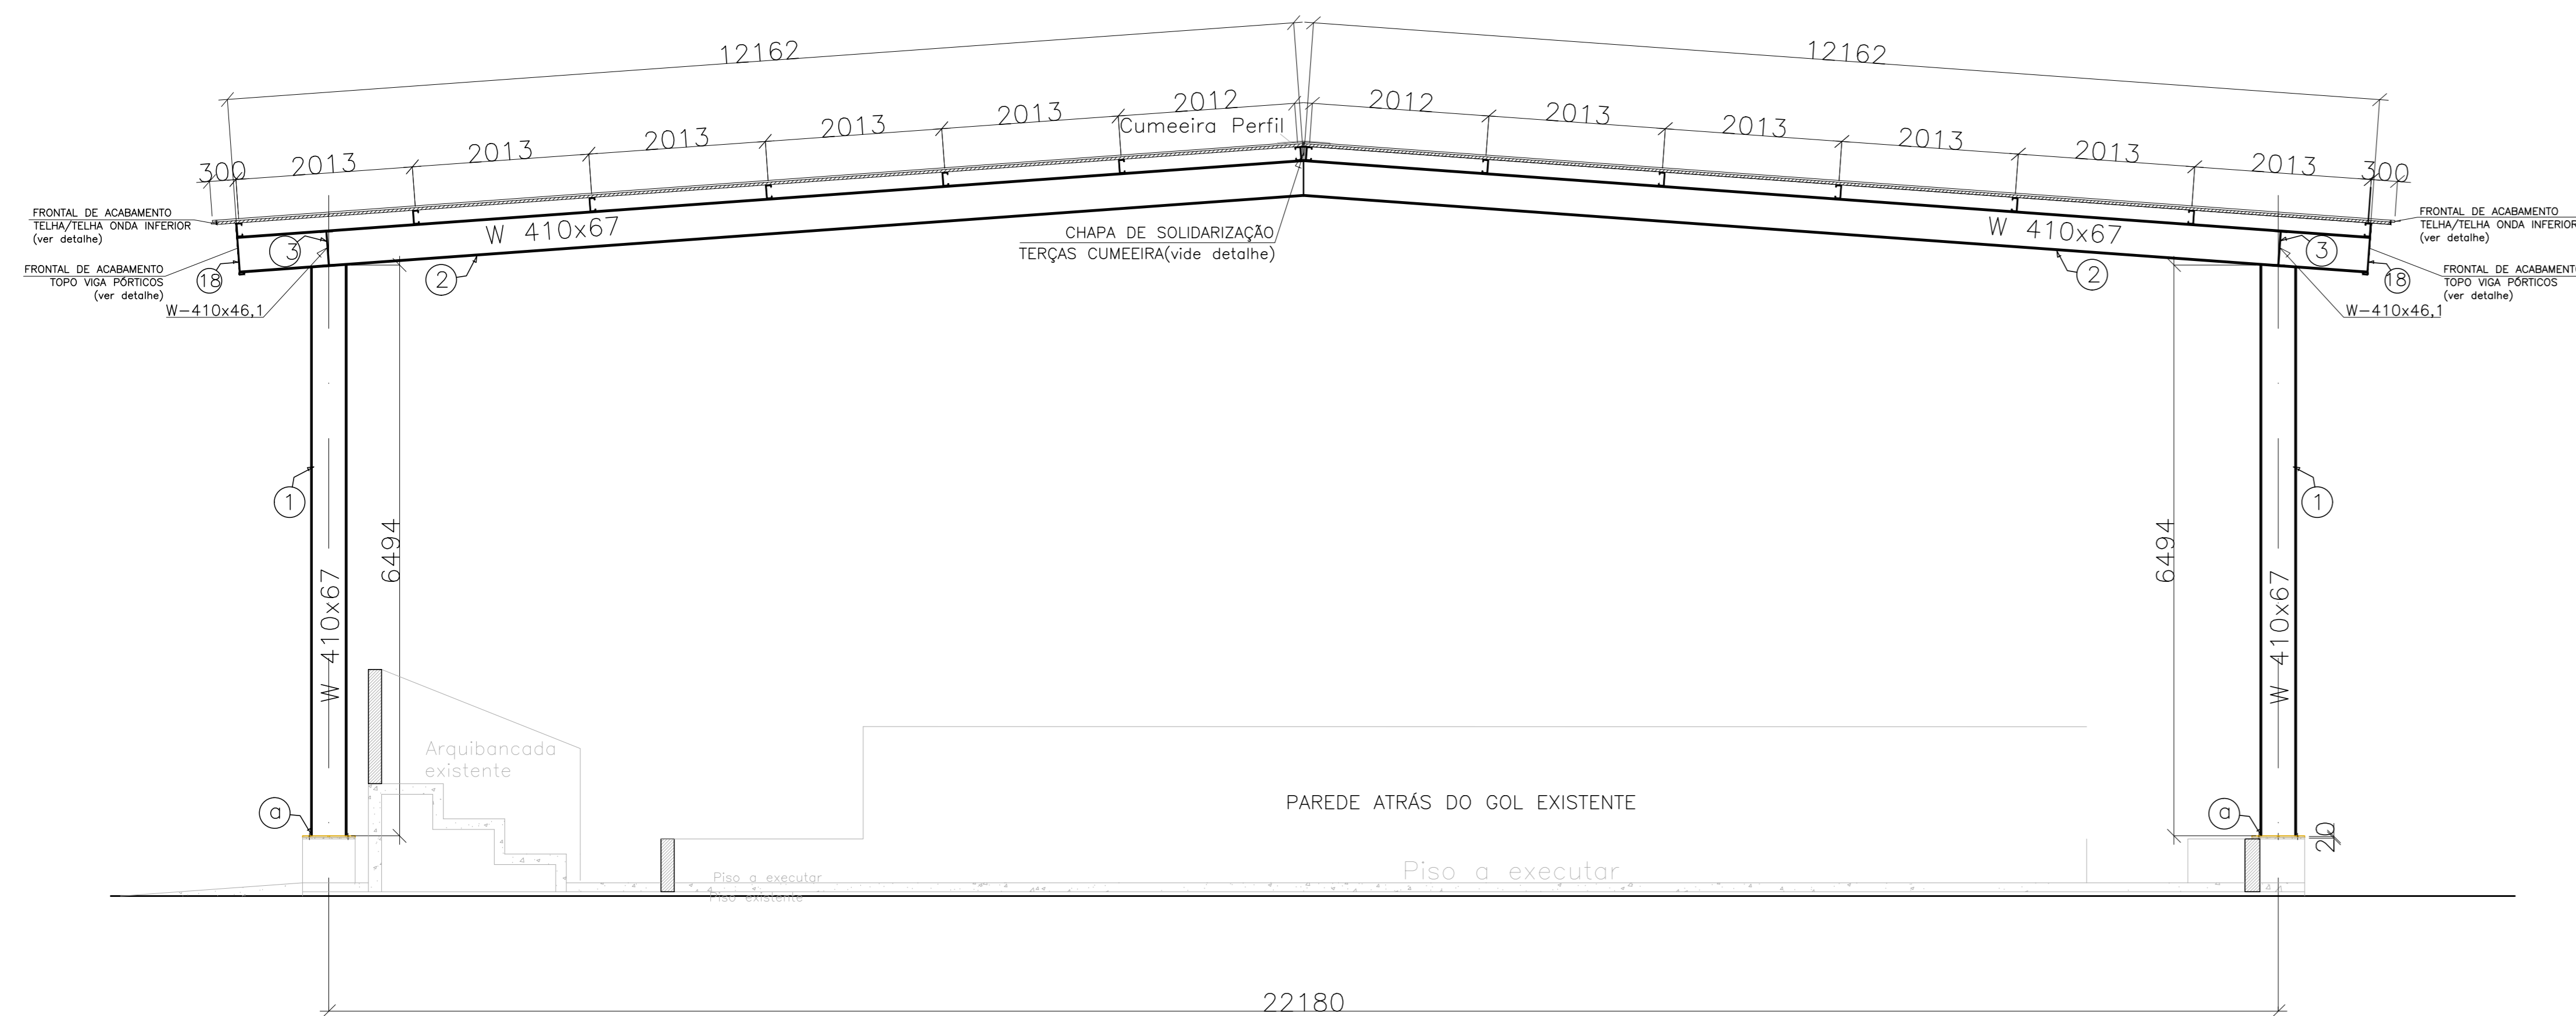 12162
12162
2012
2012
2013
2013
2013
2013
2013
2013
2013
2013
2013
2013
300
300
Cumeeira Perfil
FRONTAL DE ACABAMENTO
TELHA/TELHA ONDA INFERIOR
(ver detalhe)
FRONTAL DE ACABAMENTO
TOPO VIGA PÓRTICOS
(ver detalhe)
18
3
W-410x46,1
W 410x67
2
CHAPA DE SOLIDARIZAÇÃO
TERÇAS CUMEEIRA(vide detalhe)
W 410x67
2
3
18
FRONTAL DE ACABAMENTO
TELHA/TELHA ONDA INFERIOR
(ver detalhe)
FRONTAL DE ACABAMENTO
TOPO VIGA PÓRTICOS
(ver detalhe)
W-410x46,1
1
6494
W 410x67
6494
1
W 410x67
Arquibancada
existente
PAREDE ATRÁS DO GOL EXISTENTE
a
a
Piso a executar
Piso existente
Piso a executar
22180